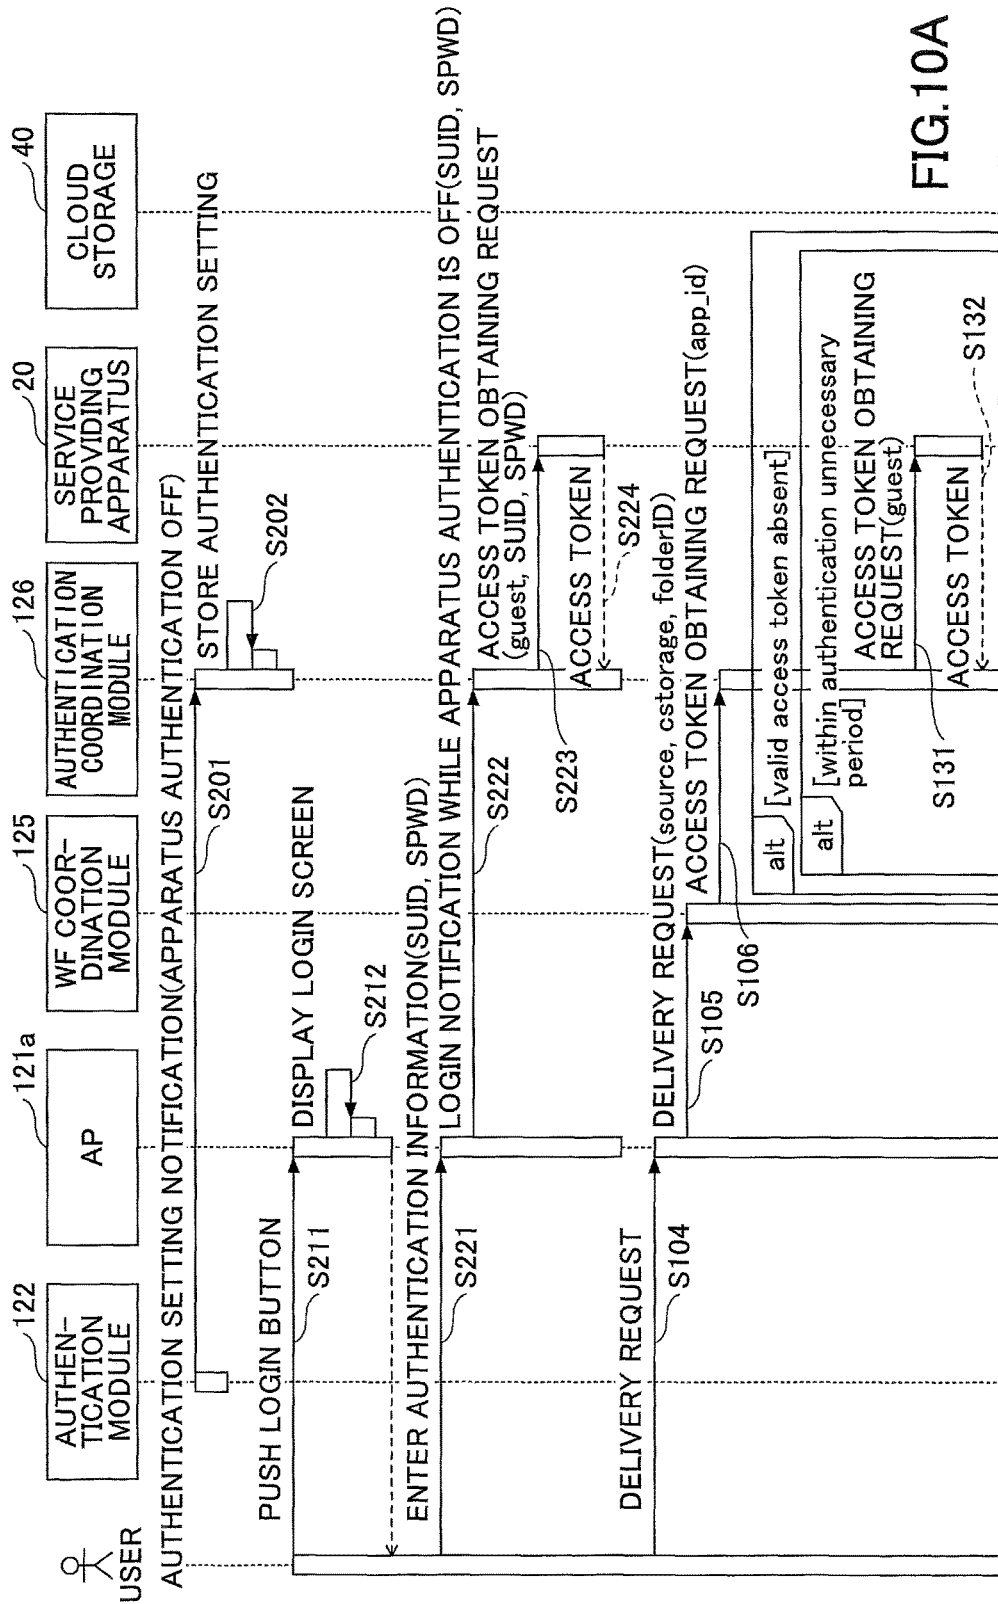 USER
122
AUTHEN-
TICATION
MODULE
121a
AP
125
WF COOR-
DINATION
MODULE
126
AUTHENTICATION
COORDINATION
MODULE
20
SERVICE
PROVIDING
APPARATUS
40
CLOUD
STORAGE
AUTHENTICATION SETTING NOTIFICATION(APPARATUS AUTHENTICATION OFF)
S201
STORE AUTHENTICATION SETTING
S202
PUSH LOGIN BUTTON
S211
DISPLAY LOGIN SCREEN
S212
ENTER AUTHENTICATION INFORMATION(SUID, SPWD)
S221
LOGIN NOTIFICATION WHILE APPARATUS AUTHENTICATION IS OFF(SUID, SPWD)
S222
ACCESS TOKEN OBTAINING REQUEST
(guest, SUID, SPWD)
S223
ACCESS TOKEN
S224
DELIVERY REQUEST
S104
DELIVERY REQUEST(source, cstorage, folderID)
S105
ACCESS TOKEN OBTAINING REQUEST(app_id)
S106
alt
[valid access token absent]
alt
[within authentication unnecessary
period]
ACCESS TOKEN OBTAINING
REQUEST(guest)
S131
ACCESS TOKEN
S132
FIG.10A